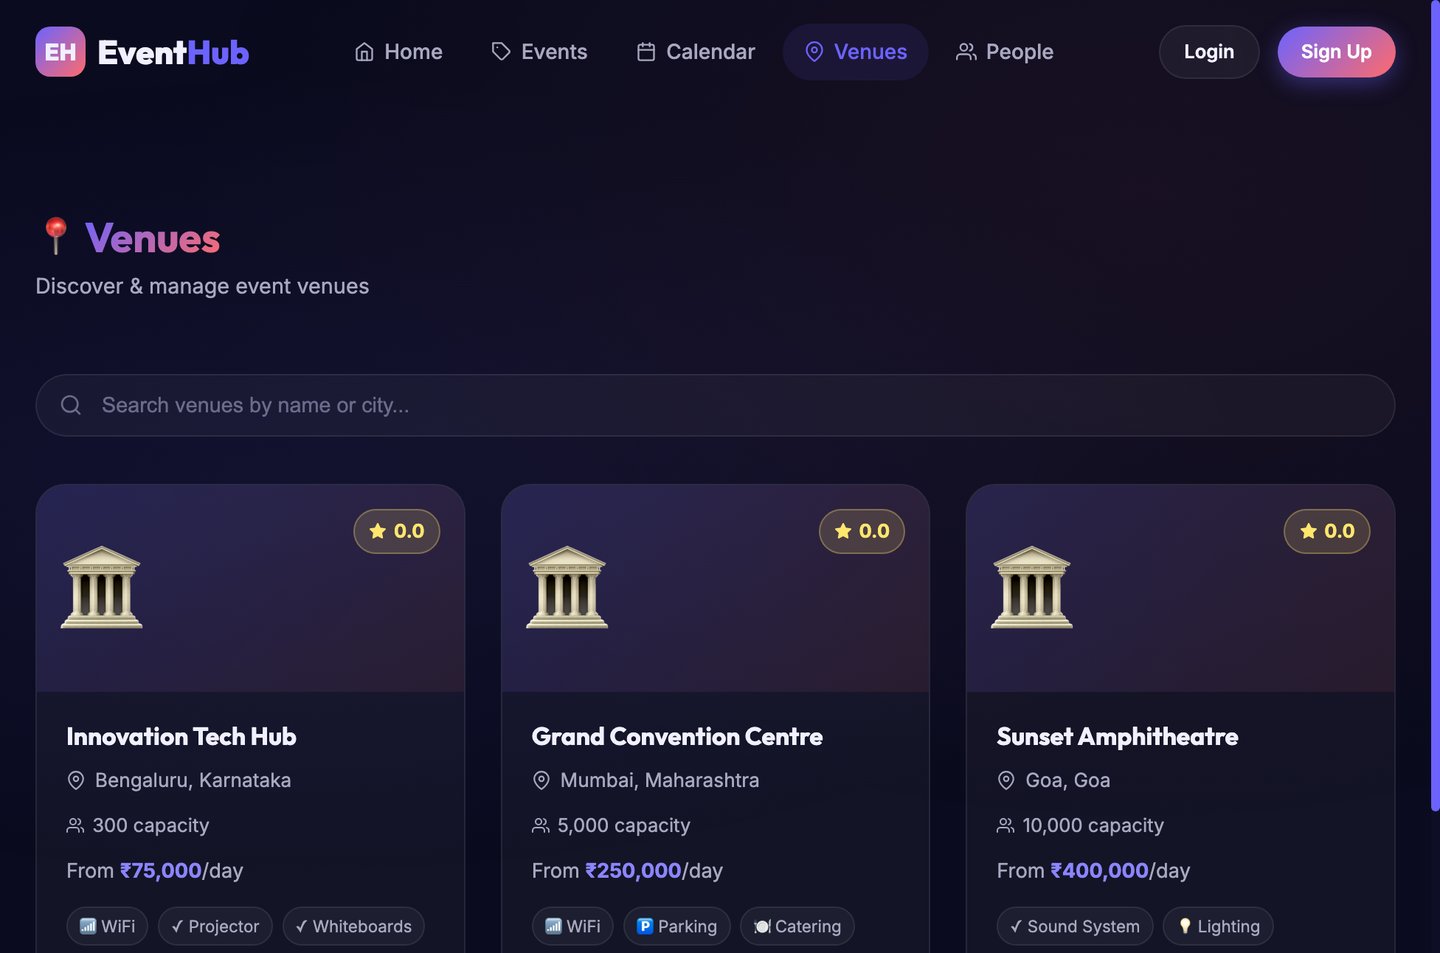 EH EventHub Home Events Calendar Venues People Login Sign Up
Venues
Discover & manage event venues
Search venues by name or city...
0.0 0.0 0.0
Innovation Tech Hub
Bengaluru, Karnataka
300 capacity
From ₹75,000/day
WiFi ✓ Projector ✓ Whiteboards
Grand Convention Centre
Mumbai, Maharashtra
5,000 capacity
From ₹250,000/day
WiFi P Parking Catering
Sunset Amphitheatre
Goa, Goa
10,000 capacity
From ₹400,000/day
✓ Sound System Lighting